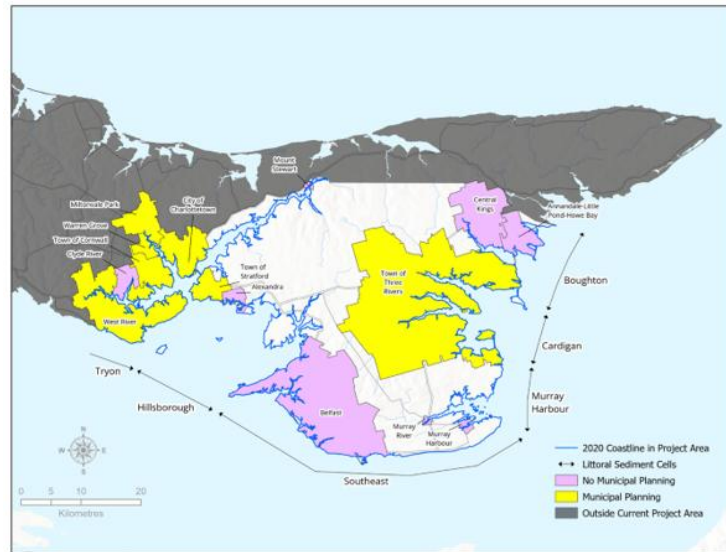 Mount
Stewart
Miltonvale Park
City of
Charlottetown
Warren Grove
Town of Cornwall
Clyde River
Central
Kings
Annandale-Little
Pond-Howe Bay
Town of
Stratford
Alexandra
Town
of Three
Rivers
West River
Boughton
Cardigan
Tryon
Hillsborough
Belfast
Murray
River
Murray
Harbour
Murray
Harbour
Southeast
N
W
E
S
0
10
20
Kilometres
2020 Coastline in Project Area
Littoral Sediment Cells
No Municipal Planning
Municipal Planning
Outside Current Project Area